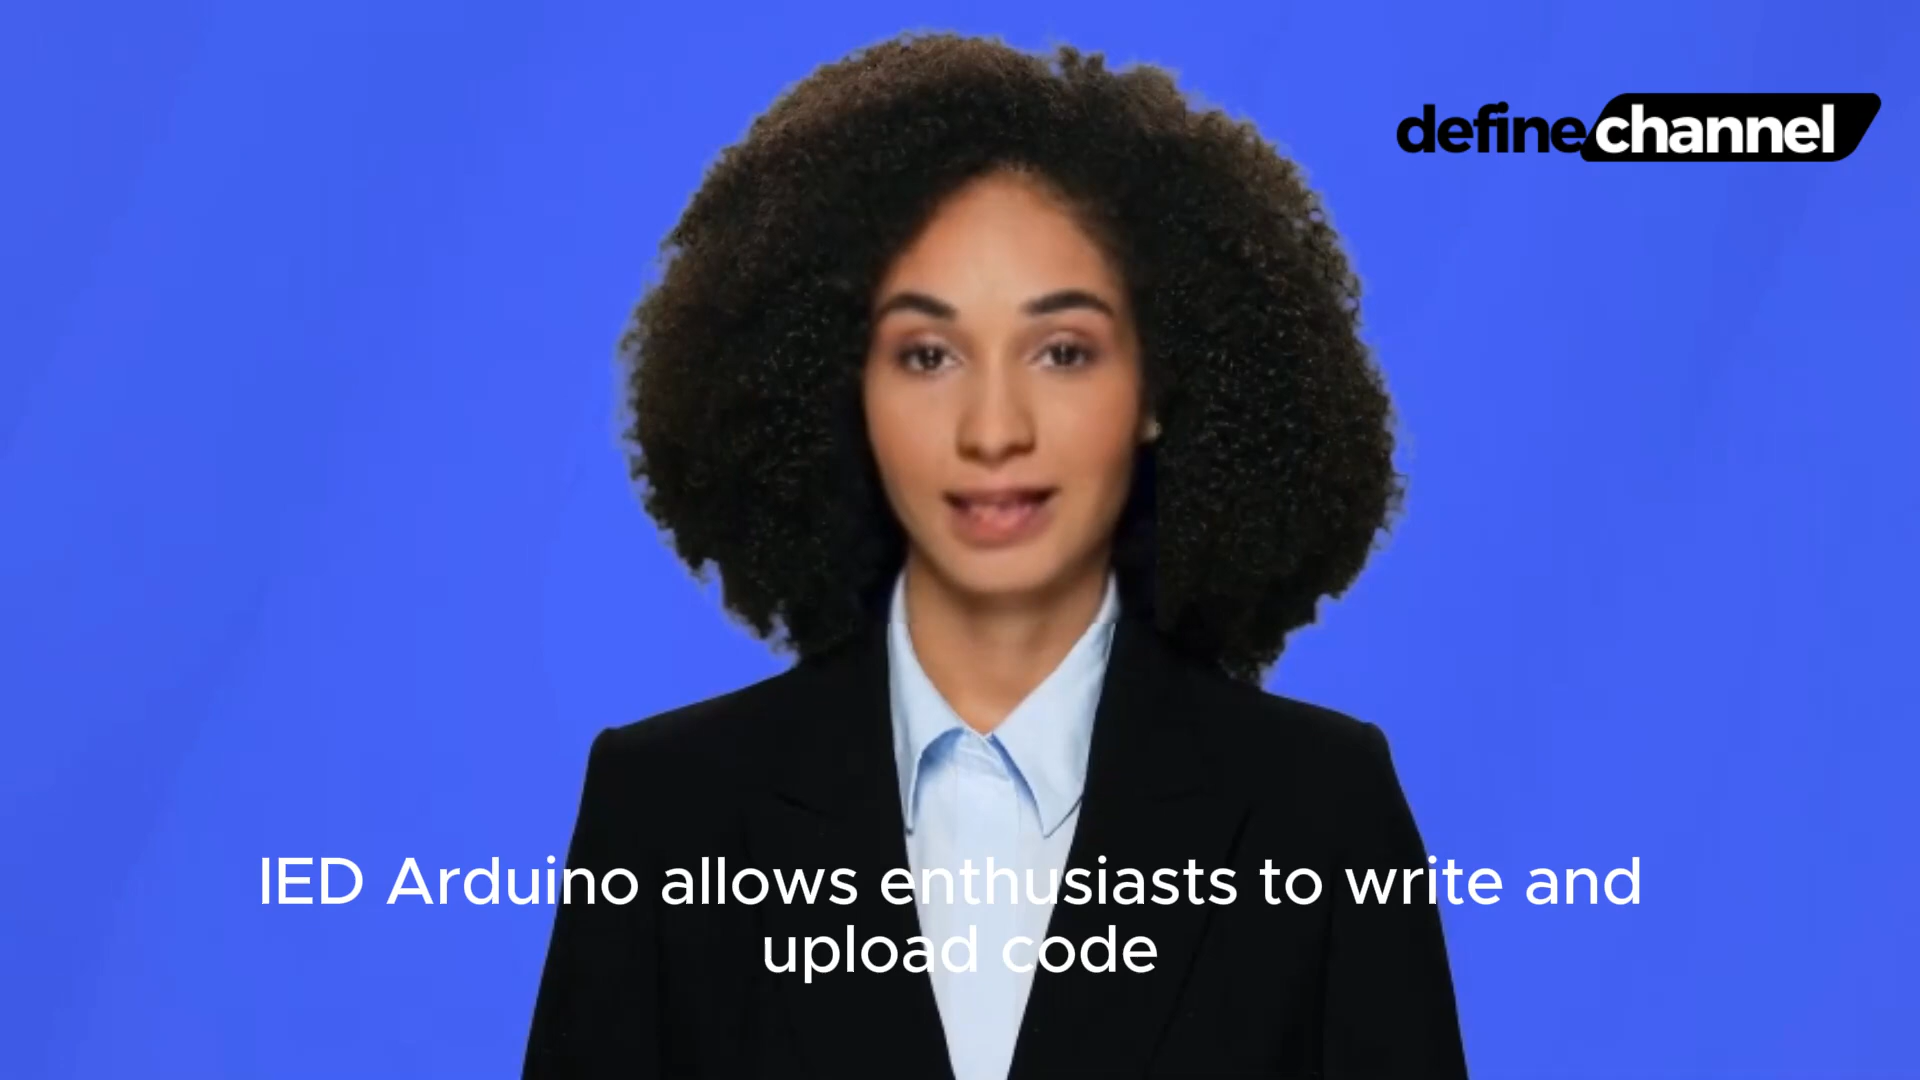 definechannel
IED Arduino allows enthusiasts to write and
upload code